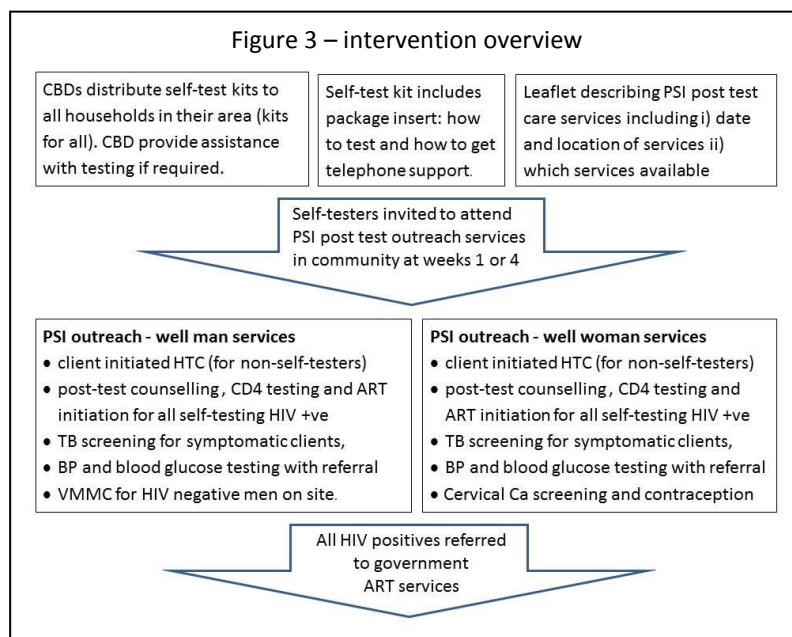 Figure 3 – intervention overview
CBDs distribute self-test kits to
all households in their area (kits
for all). CBD provide assistance
with testing if required.
Self-test kit includes
package insert: how
to test and how to get
telephone support.
Leaflet describing PSI post test
care services including i) date
and location of services ii)
which services available
Self-testers invited to attend
PSI post test outreach services
in community at weeks 1 or 4
PSI outreach - well man services
• client initiated HTC (for non-self-testers)
• post-test counselling, CD4 testing and ART
initiation for all self-testing HIV +ve
• TB screening for symptomatic clients,
• BP and blood glucose testing with referral
• VMMC for HIV negative men on site.
PSI outreach - well woman services
• client initiated HTC (for non-self-testers)
• post-test counselling, CD4 testing and
ART initiation for all self-testing HIV +ve
• TB screening for symptomatic clients,
• BP and blood glucose testing with referral
• Cervical Ca screening and contraception
All HIV positives referred
to government
ART services